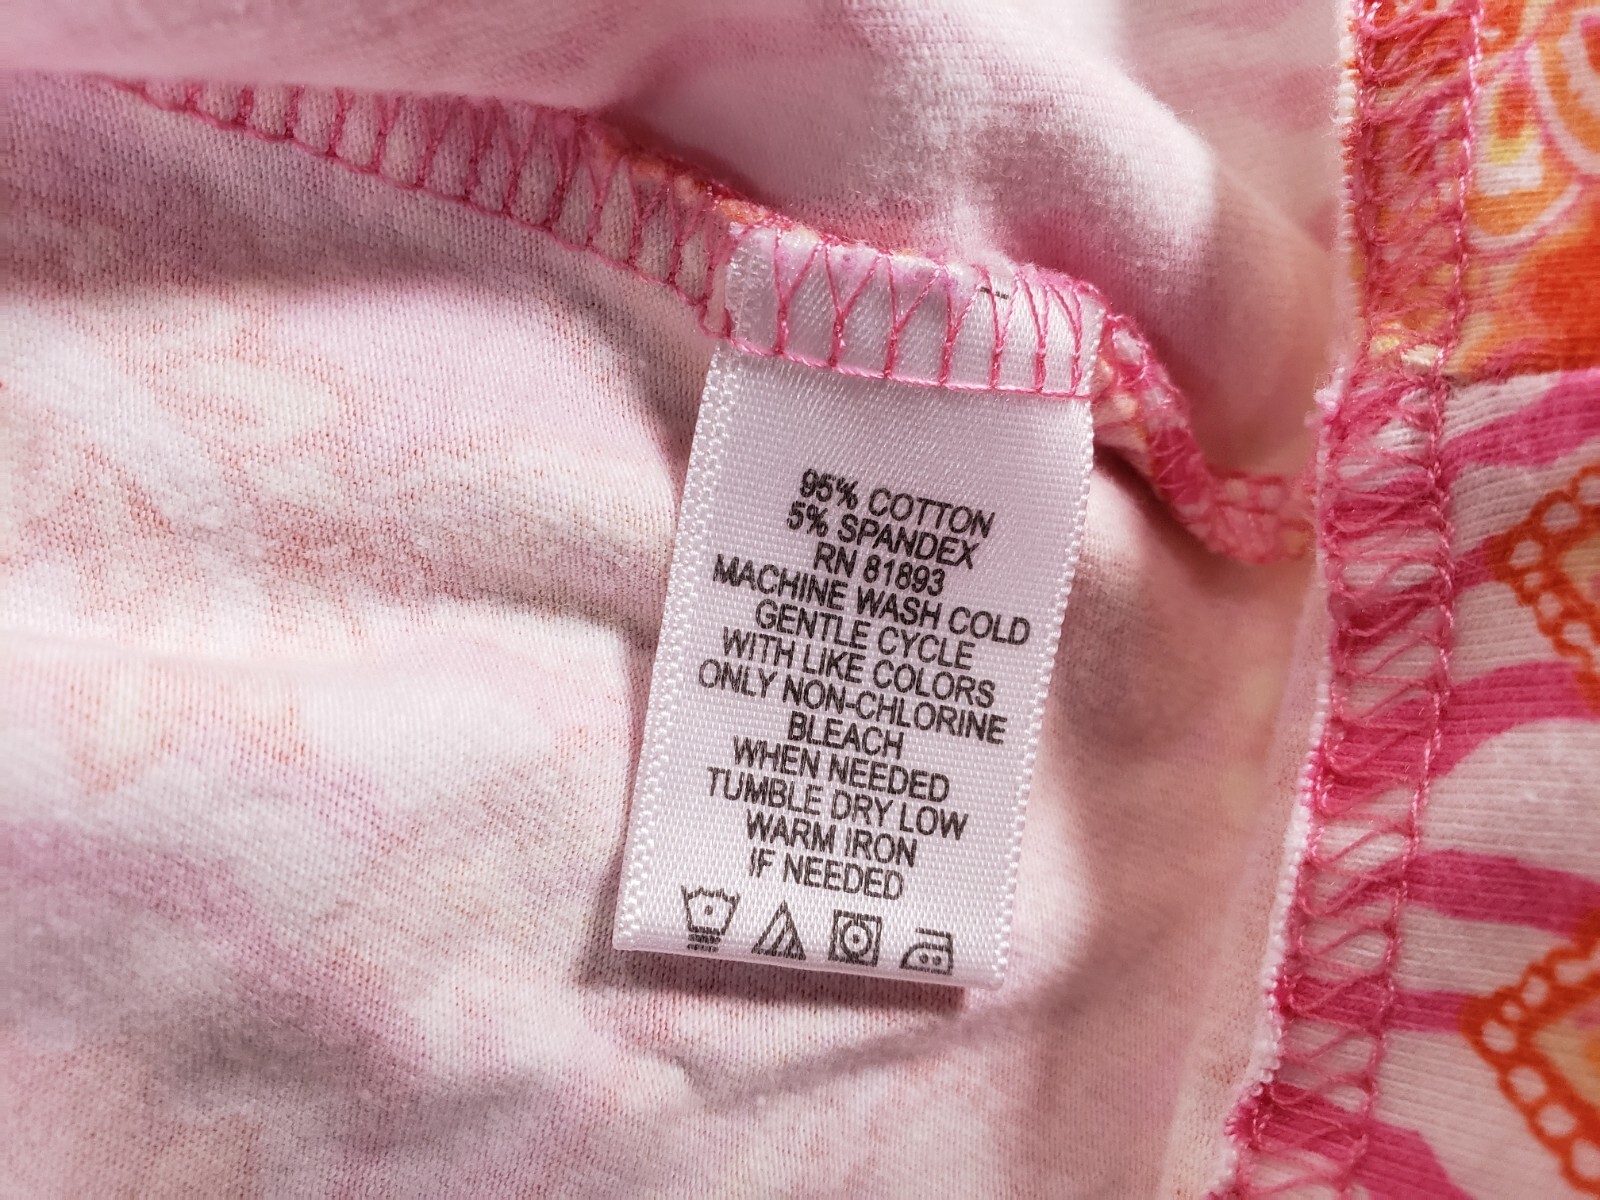 95% COTTON
5% SPANDEX
RN 81893
MACHINE WASH COLD
GENTLE CYCLE
WITH LIKE COLORS
ONLY NON-CHLORINE
BLEACH
WHEN NEEDED
TUMBLE DRY LOW
WARM IRON
IF NEEDED